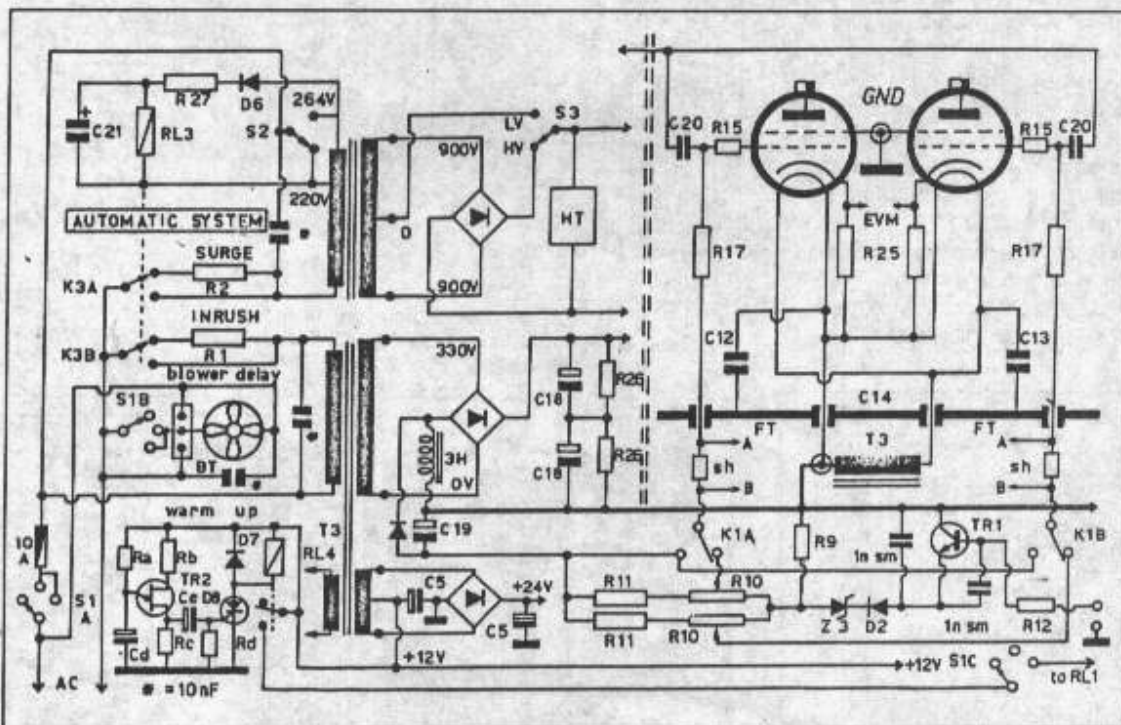 264V
S3
LV
HV
GND
R27
D6
C21
RL3
S2
900V
C20
R15
R15
C20
220V
HT
AUTOMATIC SYSTEM
#
0
EVM
R17
R25
R17
SURGE
K3A
R2
900V
INRUSH
K3B
R1
330V
C12
C13
blower delay
#
R26
S1B
C18
C14
FT
FT
BT
3H
T3
A
A
#
C18
R26
sh
sh
0V
B
B
warm up
C19
TR1
10
A
D7
T3
K1A
K1B
RL4
R9
1n sm
Ra
Rb
TR2
C5
+24V
R11
R10
Ce
D8
S1
A
C5
R11
R10
Z3
D2
1n sm
R12
Cd
Rc
Rd
+12V
+12V
S1C
to RL1
AC
# = 10nF